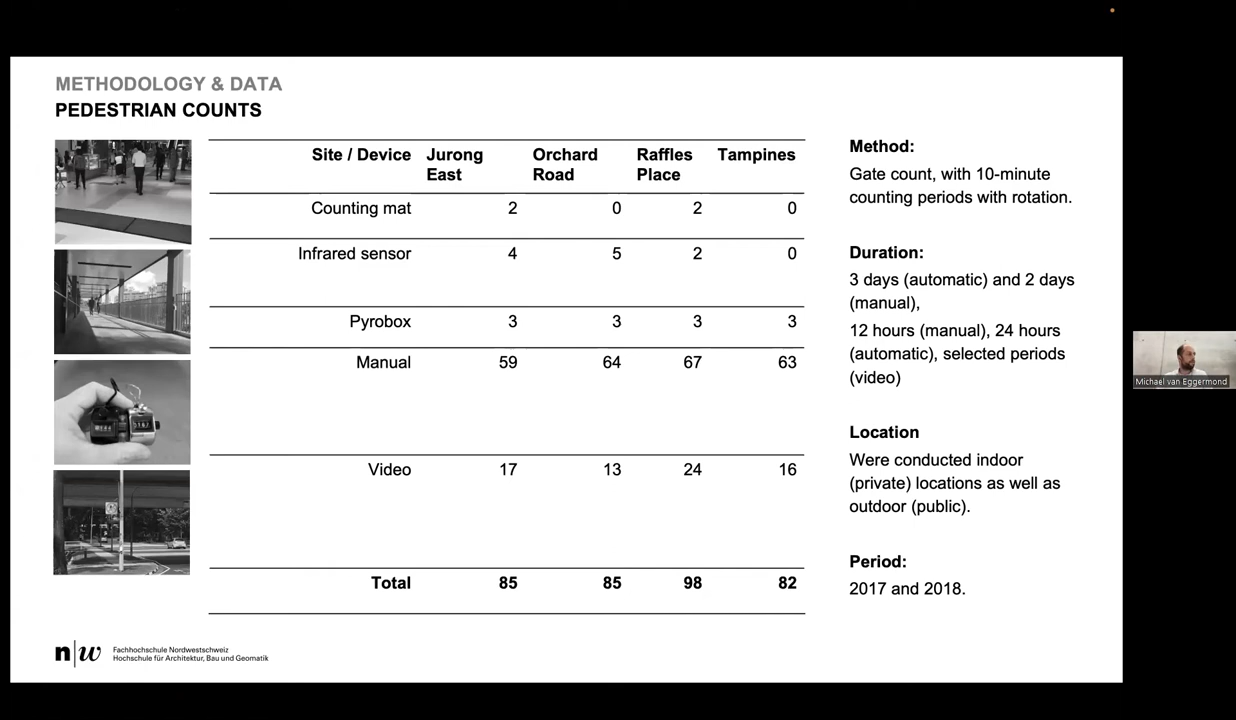 METHODOLOGY & DATA
PEDESTRIAN COUNTS
Site / Device Jurong East Orchard Road Raffles Place Tampines
Counting mat 2 0 2 0
Infrared sensor 4 5 2 0
Pyrobox 3 3 3 3
Manual 59 64 67 63
Video 17 13 24 16
Total 85 85 98 82
Method:
Gate count, with 10-minute
counting periods with rotation.
Duration:
3 days (automatic) and 2 days
(manual),
12 hours (manual), 24 hours
(automatic), selected periods
(video)
Location
Were conducted indoor
(private) locations as well as
outdoor (public).
Period:
2017 and 2018.
n|w
Fachhochschule Nordwestschweiz
Hochschule für Architektur, Bau und Geomatik
Michael van Eggermond